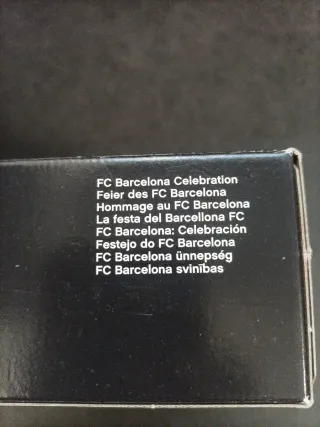 FC Barcelona Celebration
Feier des FC Barcelona
Hommage au FC Barcelona
La festa del Barcellona FC
FC Barcelona: Celebración
Festejo do FC Barcelona
FC Barcelona ünnepség
FC Barcelona svinības